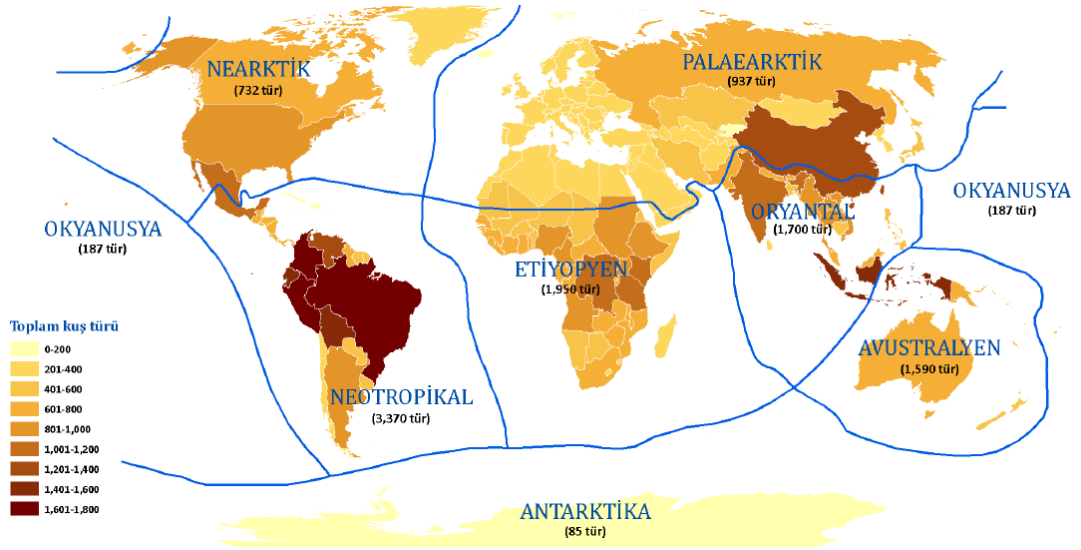 NEARKTİK
(732 tür)
PALAEARKTİK
(937 tür)
OKYANUSYA
(187 tür)
ORYANTAL
(1,700 tür)
OKYANUSYA
(187 tür)
ETİYOPYEN
(1,950 tür)
AVUSTRALYEN
(1,590 tür)
NEOTROPİKAL
(3,370 tür)
ANTARKTİKA
(85 tür)
Toplam kuş türü
0-200
201-400
401-600
601-800
801-1,000
1,001-1,200
1,201-1,400
1,401-1,600
1,601-1,800